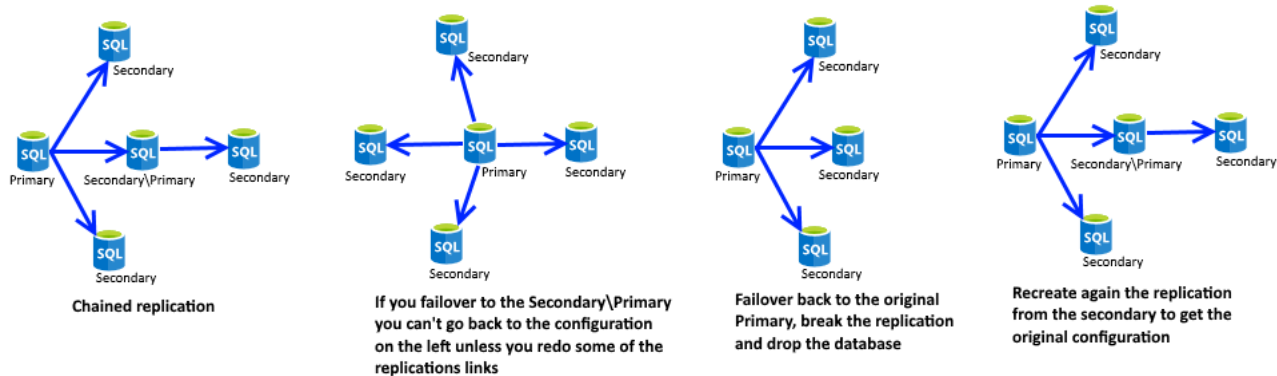 SQL
Secondary
SQL
Primary
SQL
Secondary\Primary
SQL
Secondary
SQL
Secondary
Chained replication
SQL
Secondary
SQL
Secondary
SQL
Primary
SQL
Secondary
SQL
Secondary
If you failover to the Secondary\Primary
you can't go back to the configuration
on the left unless you redo some of the
replications links
SQL
Secondary
SQL
Primary
SQL
Secondary
SQL
Secondary
Failover back to the original
Primary, break the replication
and drop the database
SQL
Secondary
SQL
Primary
SQL
Secondary\Primary
SQL
Secondary
SQL
Secondary
Recreate again the replication
from the secondary to get the
original configuration